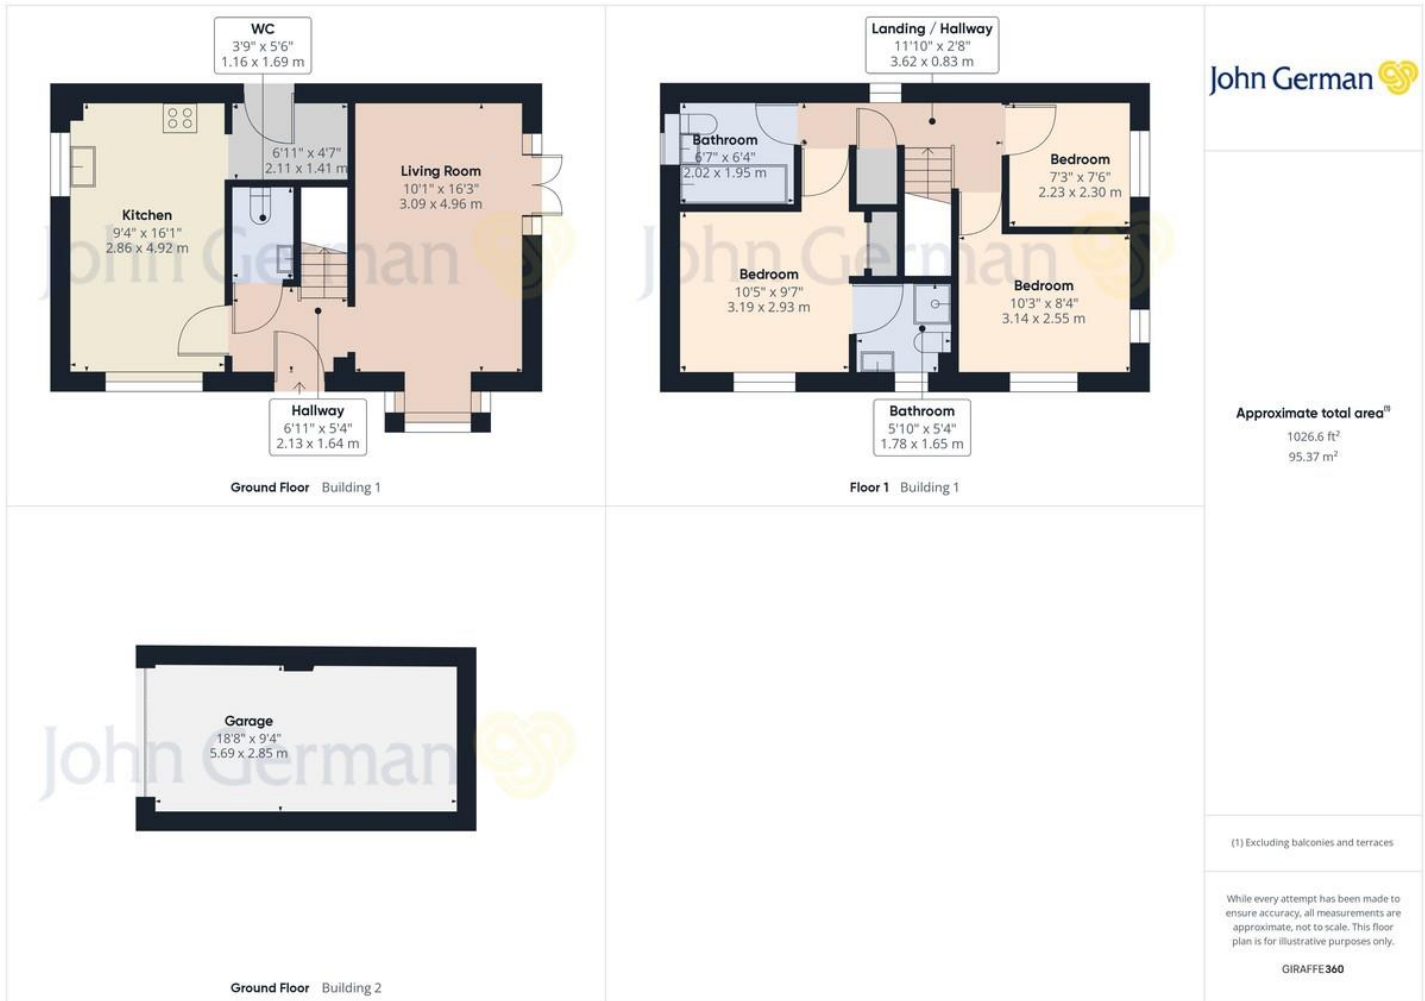 WC
3'9" x 5'6"
1.16 x 1.69 m
6'11" x 4'7"
2.11 x 1.41 m
Living Room
10'1" x 16'3"
3.09 x 4.96 m
Kitchen
9'4" x 16'1"
2.86 x 4.92 m
John German
Hallway
6'11" x 5'4"
2.13 x 1.64 m
Ground Floor Building 1
Landing / Hallway
11'10" x 2'8"
3.62 x 0.83 m
Bathroom
6'7" x 6'4"
2.02 x 1.95 m
Bedroom
7'3" x 7'6"
2.23 x 2.30 m
John German
Bedroom
10'5" x 9'7"
3.19 x 2.93 m
Bedroom
10'3" x 8'4"
3.14 x 2.55 m
Bathroom
5'10" x 5'4"
1.78 x 1.65 m
Floor 1 Building 1
Garage
18'8" x 9'4"
5.69 x 2.85 m
John German
Ground Floor Building 2
John German
Approximate total area(1)
1026.6 ft²
95.37 m²
(1) Excluding balconies and terraces
While every attempt has been made to
ensure accuracy, all measurements are
approximate, not to scale. This floor
plan is for illustrative purposes only.
GIRAFFE360